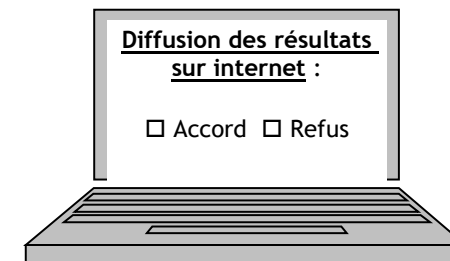 Diffusion des résultats
sur internet :
☐ Accord ☐ Refus